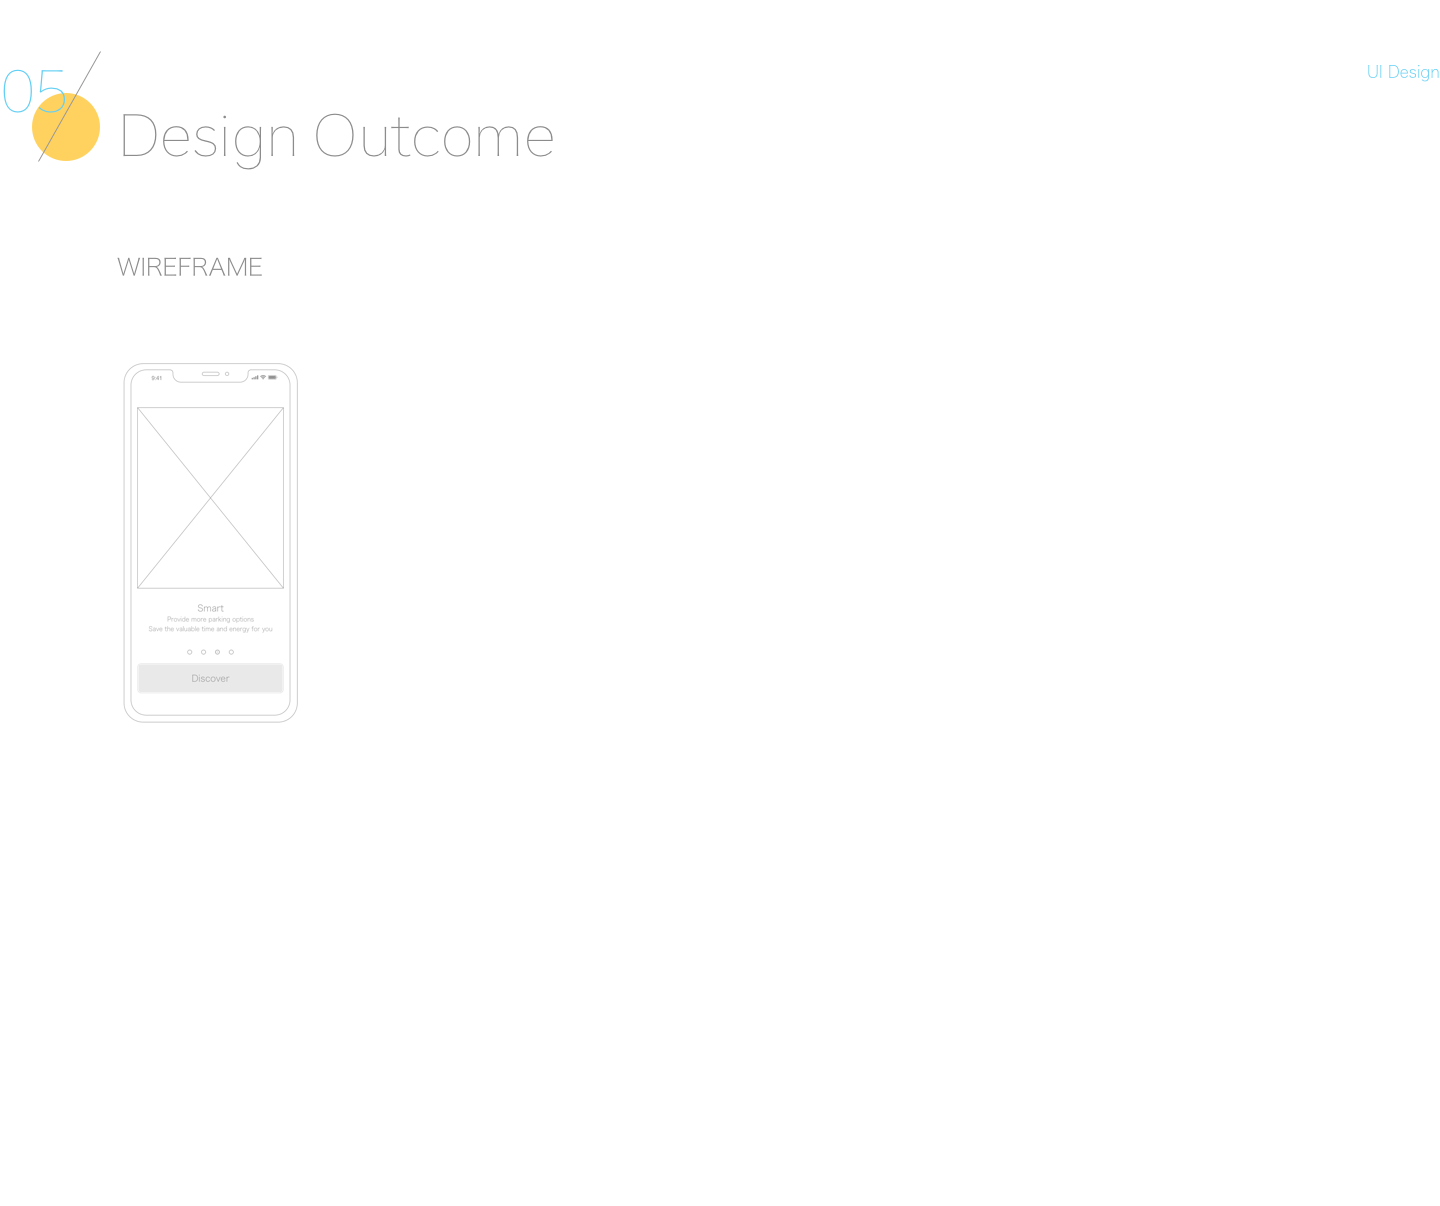 05
UI Design
Design Outcome
WIREFRAME
9:41
Smart
Provide more parking options
Save the valuable time and energy for you
Discover